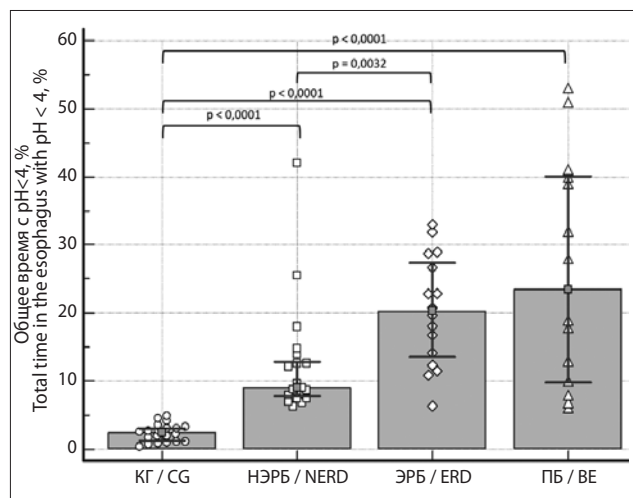 Общее время с pH<4, %
Total time in the esophagus with pH < 4, %
60
50
40
30
20
10
0
p < 0,0001
p = 0,0032
p < 0,0001
p < 0,0001
КГ / CG
НЭРБ / NERD
ЭРБ / ERD
ПБ / BE